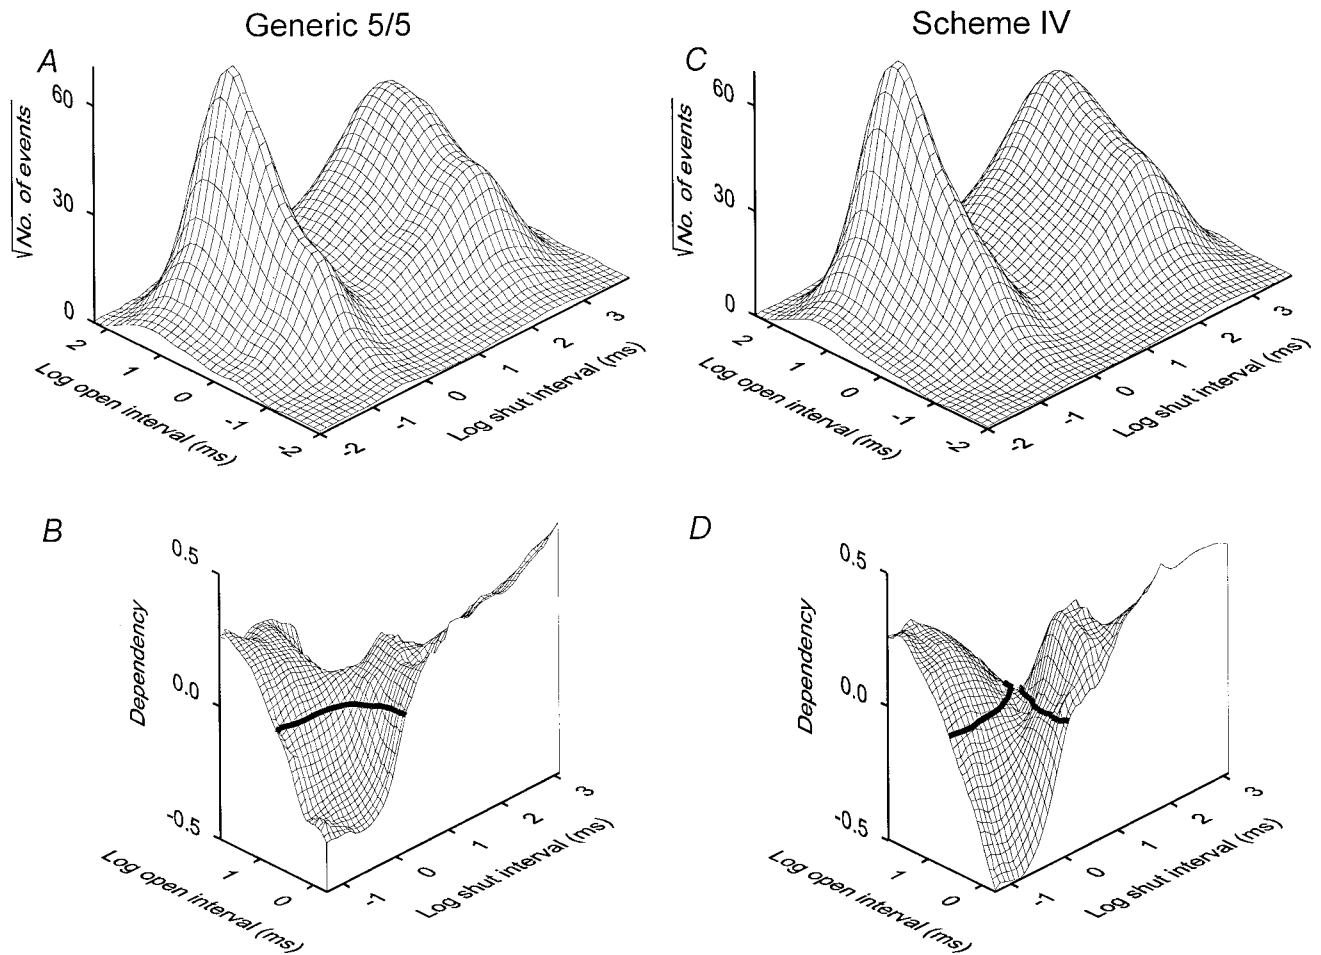 Generic 5/5
Scheme IV
A
√No. of events
60
30
0
2
1
0
-1
-2
Log open interval (ms)
-2
-1
0
1
2
3
Log shut interval (ms)
C
√No. of events
60
30
0
2
1
0
-1
-2
Log open interval (ms)
-2
-1
0
1
2
3
Log shut interval (ms)
B
Dependency
0.5
0.0
-0.5
1
0
Log open interval (ms)
-1
0
1
2
3
Log shut interval (ms)
D
Dependency
0.5
0.0
-0.5
1
0
Log open interval (ms)
-1
0
1
2
3
Log shut interval (ms)